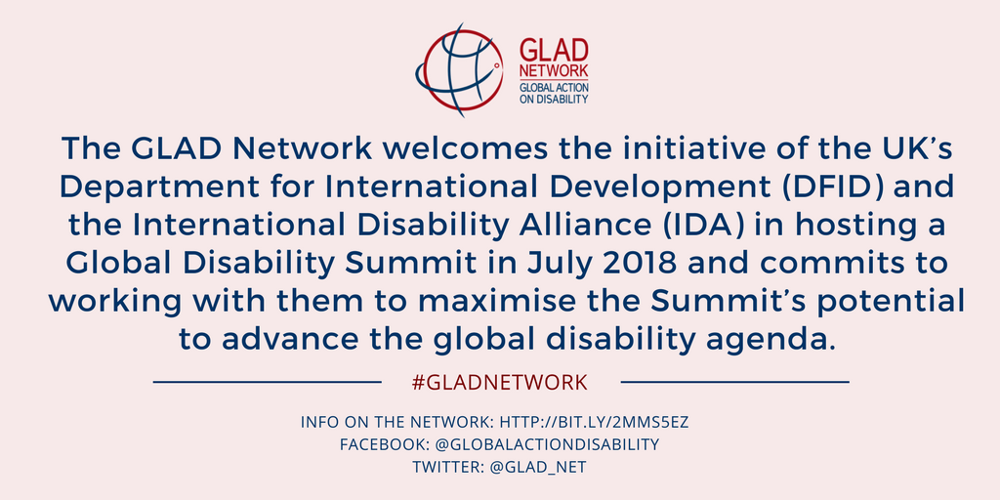 GLAD
NETWORK
GLOBAL ACTION
ON DISABILITY
The GLAD Network welcomes the initiative of the UK’s
Department for International Development (DFID) and
the International Disability Alliance (IDA) in hosting a
Global Disability Summit in July 2018 and commits to
working with them to maximise the Summit’s potential
to advance the global disability agenda.
#GLADNETWORK
INFO ON THE NETWORK: HTTP://BIT.LY/2MMS5EZ
FACEBOOK: @GLOBALACTIONDISABILITY
TWITTER: @GLAD_NET